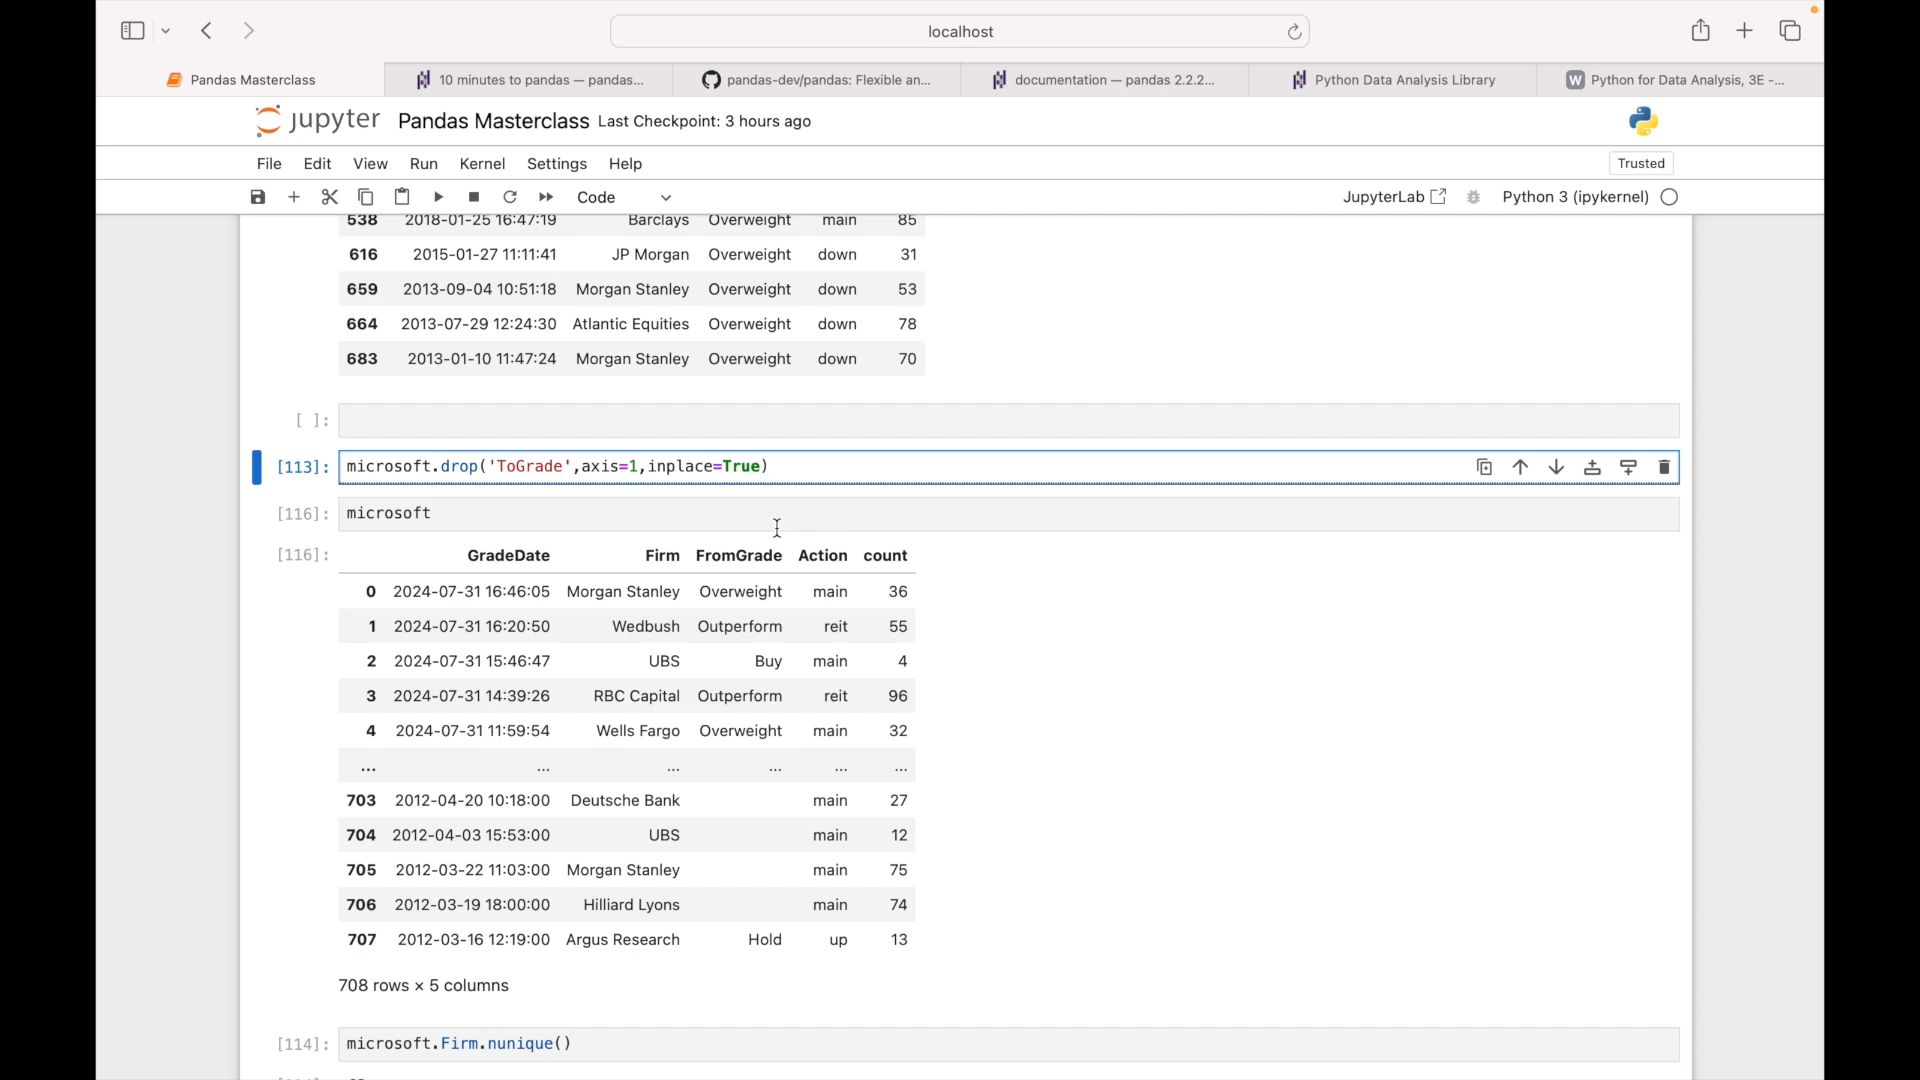 localhost
Pandas Masterclass
10 minutes to pandas — pandas...
pandas-dev/pandas: Flexible an...
documentation — pandas 2.2.2...
Python Data Analysis Library
W Python for Data Analysis, 3E -...
jupyter Pandas Masterclass Last Checkpoint: 3 hours ago
File Edit View Run Kernel Settings Help Trusted
Code JupyterLab Python 3 (ipykernel)
538 2018-01-25 16:47:19 Barclays Overweight main 85
616 2015-01-27 11:11:41 JP Morgan Overweight down 31
659 2013-09-04 10:51:18 Morgan Stanley Overweight down 53
664 2013-07-29 12:24:30 Atlantic Equities Overweight down 78
683 2013-01-10 11:47:24 Morgan Stanley Overweight down 70
[ ]:
[113]: microsoft.drop('ToGrade',axis=1,inplace=True)
[116]: microsoft
[116]: GradeDate Firm FromGrade Action count
0 2024-07-31 16:46:05 Morgan Stanley Overweight main 36
1 2024-07-31 16:20:50 Wedbush Outperform reit 55
2 2024-07-31 15:46:47 UBS Buy main 4
3 2024-07-31 14:39:26 RBC Capital Outperform reit 96
4 2024-07-31 11:59:54 Wells Fargo Overweight main 32
... ... ... ... ... ...
703 2012-04-20 10:18:00 Deutsche Bank main 27
704 2012-04-03 15:53:00 UBS main 12
705 2012-03-22 11:03:00 Morgan Stanley main 75
706 2012-03-19 18:00:00 Hilliard Lyons main 74
707 2012-03-16 12:19:00 Argus Research Hold up 13
708 rows × 5 columns
[114]: microsoft.Firm.nunique()